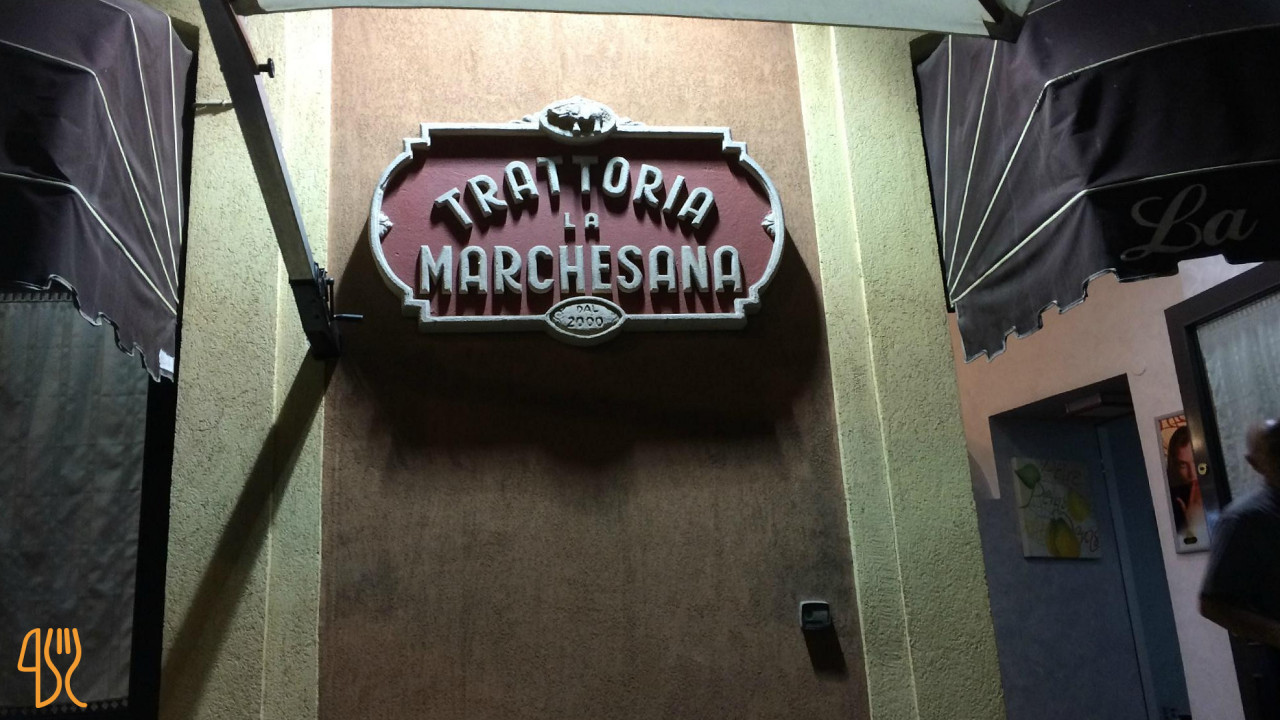 TRATTORIA
LA
MARCHESANA
DAL
2000
La